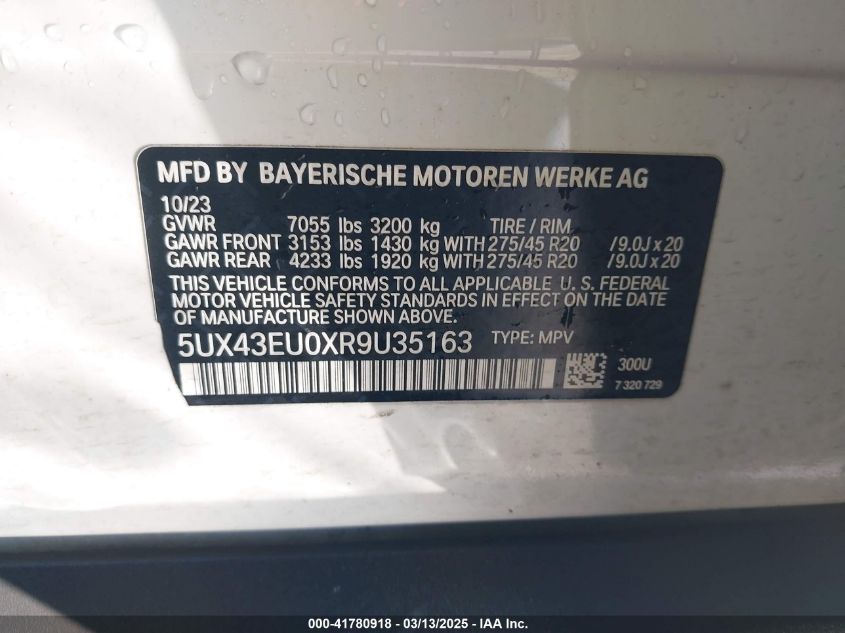 MFD BY BAYERISCHE MOTOREN WERKE AG
10/23
GVWR 7055 lbs 3200 kg TIRE / RIM
GAWR FRONT 3153 lbs 1430 kg WITH 275/45 R20 /9.0J x 20
GAWR REAR 4233 lbs 1920 kg WITH 275/45 R20 /9.0J x 20
THIS VEHICLE CONFORMS TO ALL APPLICABLE U. S. FEDERAL
MOTOR VEHICLE SAFETY STANDARDS IN EFFECT ON THE DATE
OF MANUFACTURE SHOWN ABOVE.
5UX43EU0XR9U35163 TYPE: MPV
300U
7 320 729
000-41780918 - 03/13/2025 - IAA Inc.